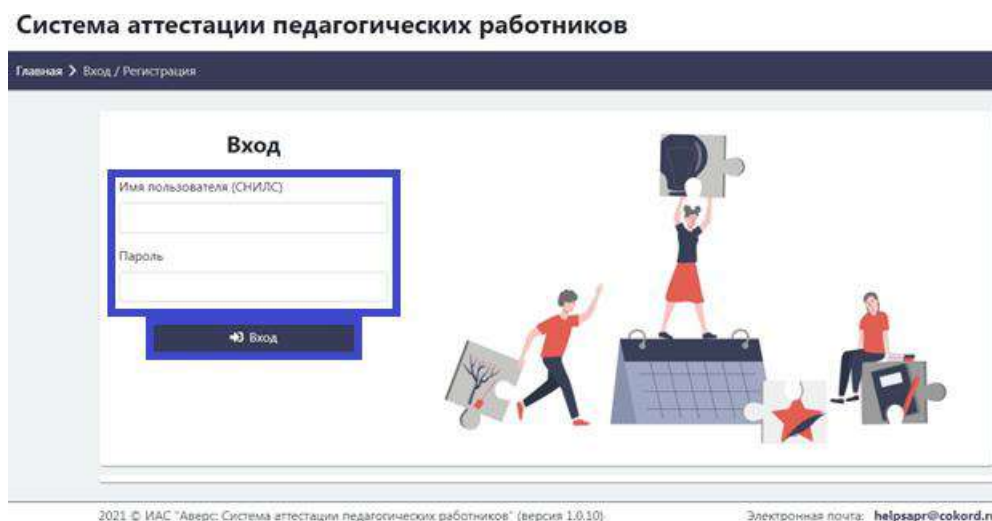 Система аттестации педагогических работников
Главная > Вход / Регистрация
Вход
Имя пользователя (СНИЛС)
Пароль
Вход
2021 © ИАС "Аверс: Система аттестации педагогических работников" (версия 1.0.10)
Электронная почта: helpsapr@cokord.ru